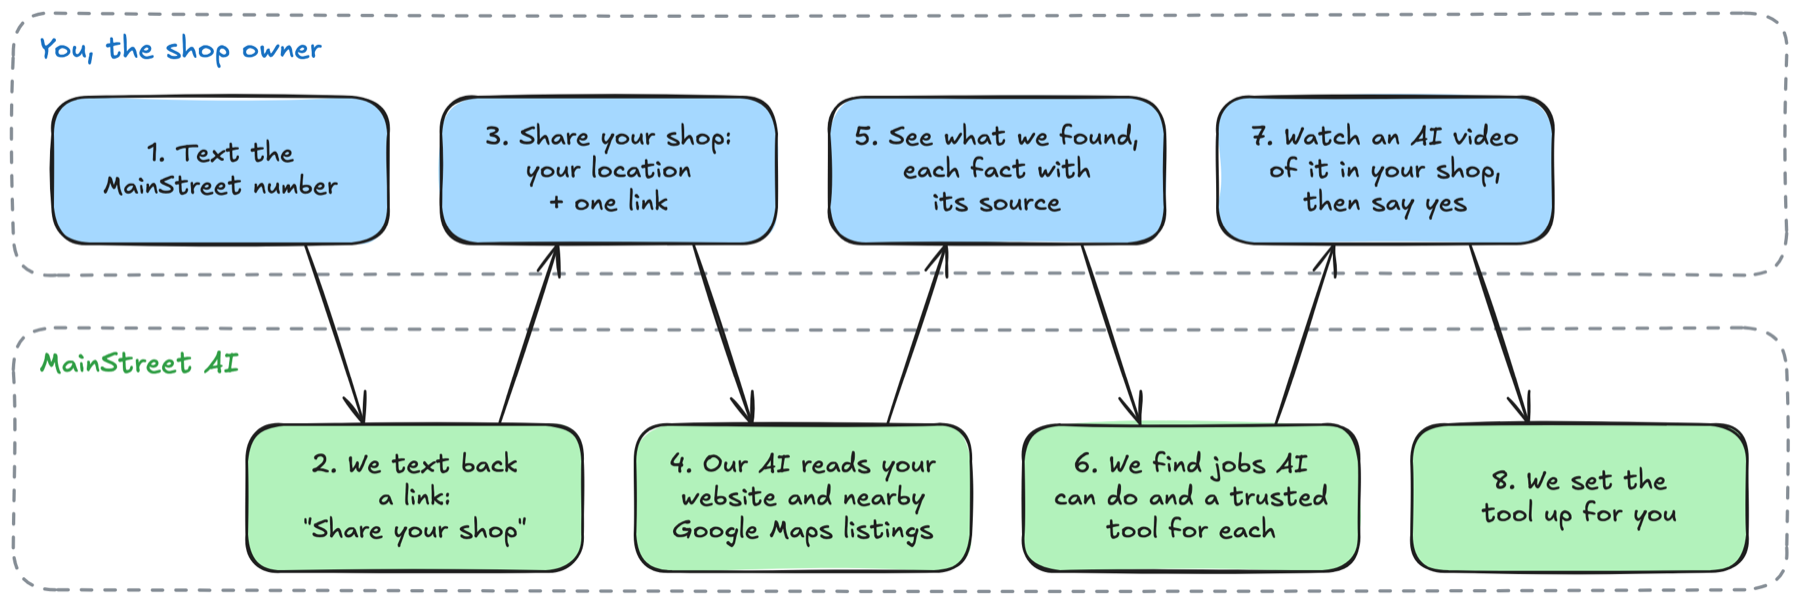 You, the shop owner
1. Text the
MainStreet number
3. Share your shop:
your location
+ one link
5. See what we found,
each fact with
its source
7. Watch an AI video
of it in your shop,
then say yes
MainStreet AI
2. We text back
a link:
"Share your shop"
4. Our AI reads your
website and nearby
Google Maps listings
6. We find jobs AI
can do and a trusted
tool for each
8. We set the
tool up for you